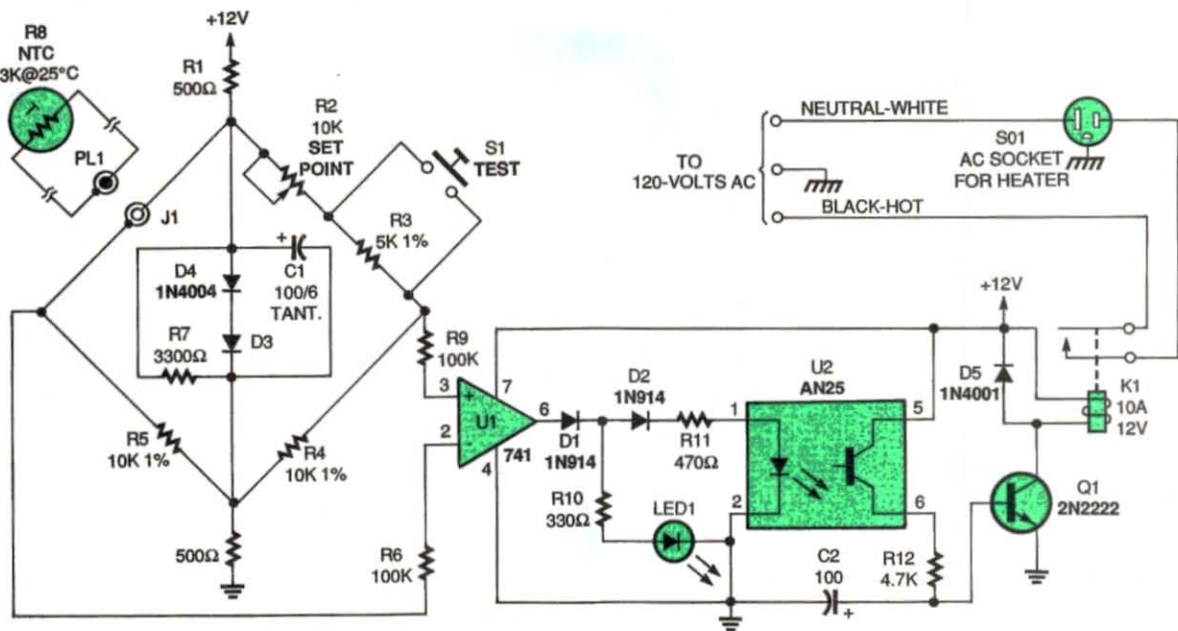 +12V
R8
NTC
3K@25°C
R1
500Ω
T
PL1
J1
R2
10K
SET
POINT
S1
TEST
R3
5K 1%
+
C1
100/6
TANT.
D4
1N4004
D3
R7
3300Ω
R5
10K 1%
R4
10K 1%
500Ω
R9
100K
R6
100K
3
+
2
-
U1
7
6
4
741
D1
1N914
D2
1N914
R11
470Ω
R10
330Ω
LED1
U2
AN25
1
2
5
6
C2
100
+
R12
4.7K
TO
120-VOLTS AC
NEUTRAL-WHITE
BLACK-HOT
S01
AC SOCKET
FOR HEATER
+12V
D5
1N4001
K1
10A
12V
Q1
2N2222